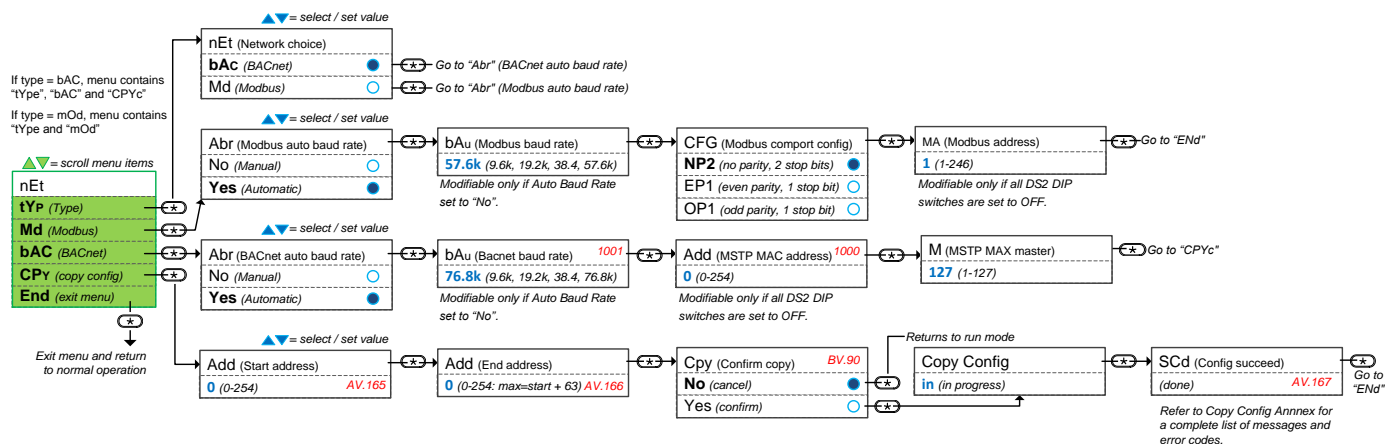 ▲▼= select / set value
nEt (Network choice)
bAc (BACnet)
* Go to “Abr” (BACnet auto baud rate)
Md (Modbus)
* Go to “Abr” (Modbus auto baud rate)
If type = bAC, menu contains
“tYpe”, “bAC” and “CPYc”
If type = mOd, menu contains
“tYpe and “mOd”
▲▼= scroll menu items
nEt
tYP (Type)
*
Md (Modbus)
*
bAC (BACnet)
*
CPY (copy config)
*
End (exit menu)
*
Exit menu and return
to normal operation
▲▼= select / set value
Abr (Modbus auto baud rate)
No (Manual)
Yes (Automatic)
*
bAu (Modbus baud rate)
57.6k (9.6k, 19.2k, 38.4, 57.6k)
Modifiable only if Auto Baud Rate
set to “No”.
*
CFG (Modbus comport config)
NP2 (no parity, 2 stop bits)
EP1 (even parity, 1 stop bit)
OP1 (odd parity, 1 stop bit)
*
MA (Modbus address)
1 (1-246)
Modifiable only if all DS2 DIP
switches are set to OFF.
* Go to “ENd”
▲▼= select / set value
Abr (BACnet auto baud rate)
No (Manual)
Yes (Automatic)
*
bAu (Bacnet baud rate) 1001
76.8k (9.6k, 19.2k, 38.4, 76.8k)
Modifiable only if Auto Baud Rate
set to “No”.
*
Add (MSTP MAC address) 1000
0 (0-254)
Modifiable only if all DS2 DIP
switches are set to OFF.
*
M (MSTP MAX master)
127 (1-127)
* Go to “CPYc”
▲▼= select / set value
Add (Start address)
0 (0-254) AV.165
*
Add (End address)
0 (0-254: max=start + 63) AV.166
*
Cpy (Confirm copy) BV.90
No (cancel)
*
Returns to run mode
Yes (confirm)
*
Copy Config
in (in progress)
*
SCd (Config succeed)
(done) AV.167
Refer to Copy Config Annnex for
a complete list of messages and
error codes.
*
Go to
“ENd”